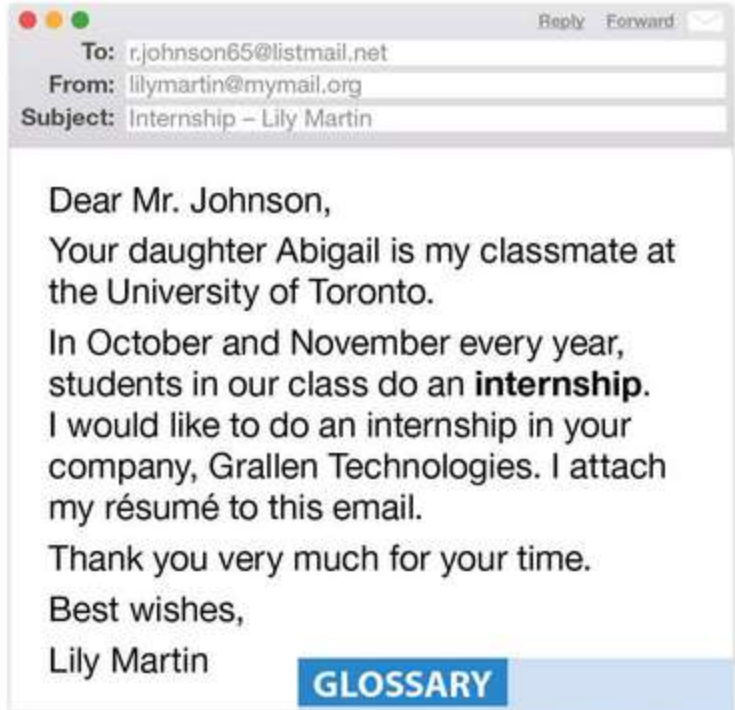 Reply Forward
To: r.johnson65@listmail.net
From: lilymartin@mymail.org
Subject: Internship – Lily Martin
Dear Mr. Johnson,
Your daughter Abigail is my classmate at
the University of Toronto.
In October and November every year,
students in our class do an internship.
I would like to do an internship in your
company, Grallen Technologies. I attach
my résumé to this email.
Thank you very much for your time.
Best wishes,
Lily Martin
GLOSSARY